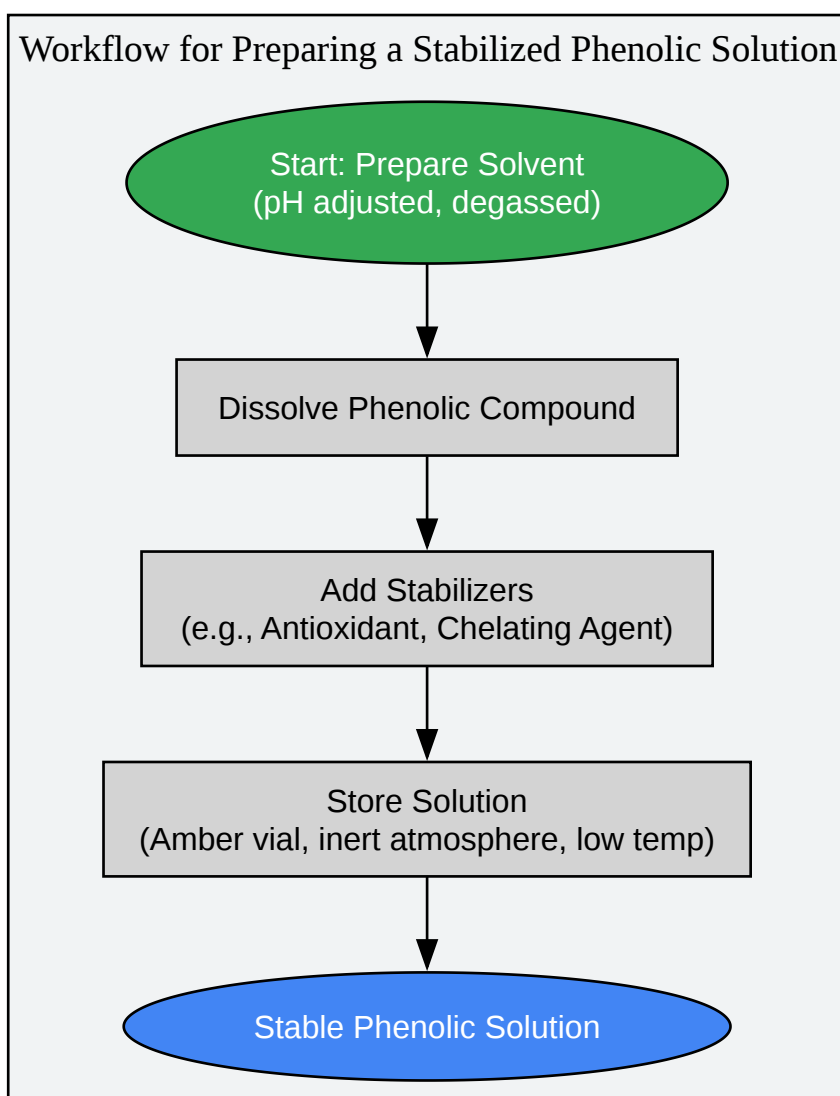 Workflow for Preparing a Stabilized Phenolic Solution
Start: Prepare Solvent
(pH adjusted, degassed)
Dissolve Phenolic Compound
Add Stabilizers
(e.g., Antioxidant, Chelating Agent)
Store Solution
(Amber vial, inert atmosphere, low temp)
Stable Phenolic Solution